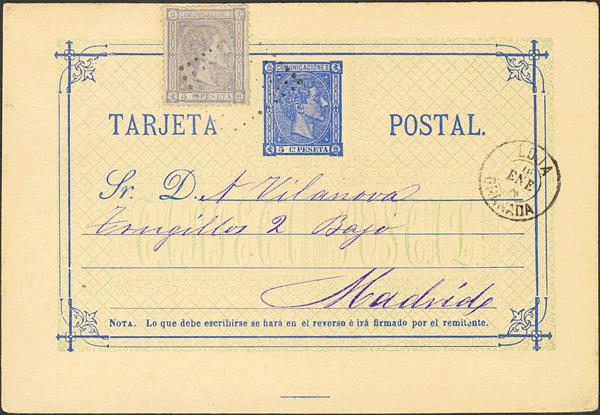 COMUNICACIONES
5 Cs PESETA
COMUNICACIONES
5 Cs PESETA
TARJETA POSTAL.
LOJA
ENE
GRANADA
Sr. D. A Vilanova
Trugillos 2 Bajo
Madrid
NOTA. Lo que debe escribirse se hará en el reverso é irá firmado por el remitente.